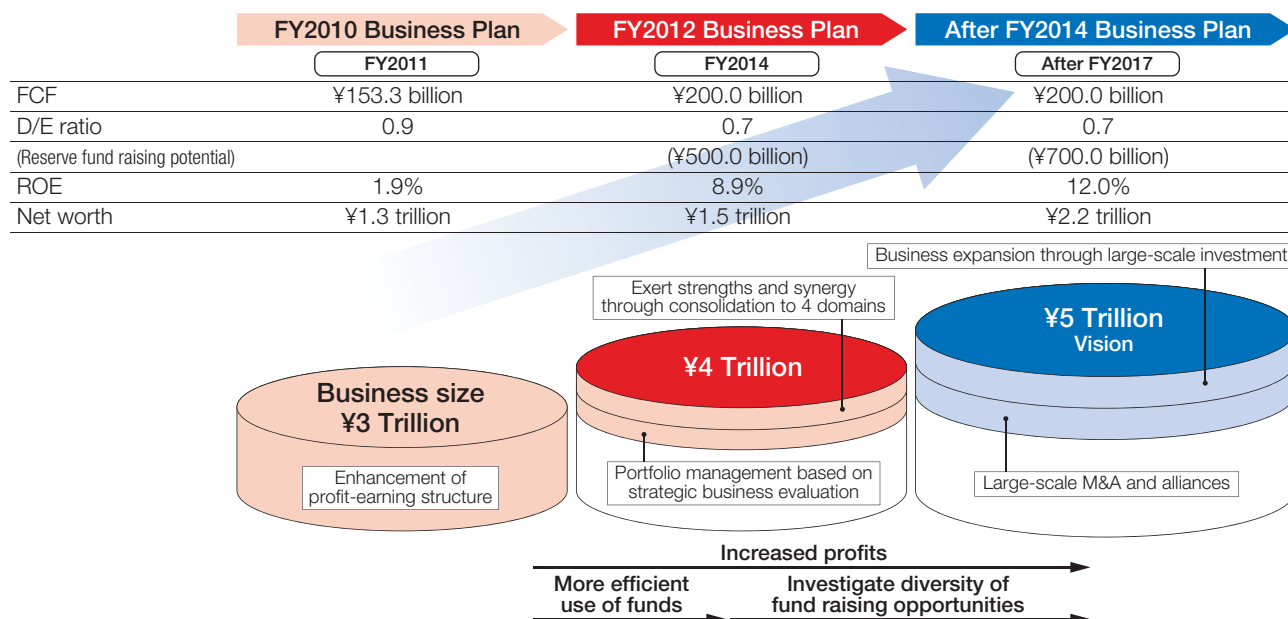 FY2010 Business Plan FY2012 Business Plan After FY2014 Business Plan
FY2011 FY2014 After FY2017
FCF ¥153.3 billion ¥200.0 billion ¥200.0 billion
D/E ratio 0.9 0.7 0.7
(Reserve fund raising potential) (¥500.0 billion) (¥700.0 billion)
ROE 1.9% 8.9% 12.0%
Net worth ¥1.3 trillion ¥1.5 trillion ¥2.2 trillion
Business expansion through large-scale investment
Exert strengths and synergy
through consolidation to 4 domains
¥5 Trillion
Vision
¥4 Trillion
Business size
¥3 Trillion
Enhancement of
profit-earning structure
Portfolio management based on
strategic business evaluation
Large-scale M&A and alliances
Increased profits
More efficient
use of funds
Investigate diversity of
fund raising opportunities